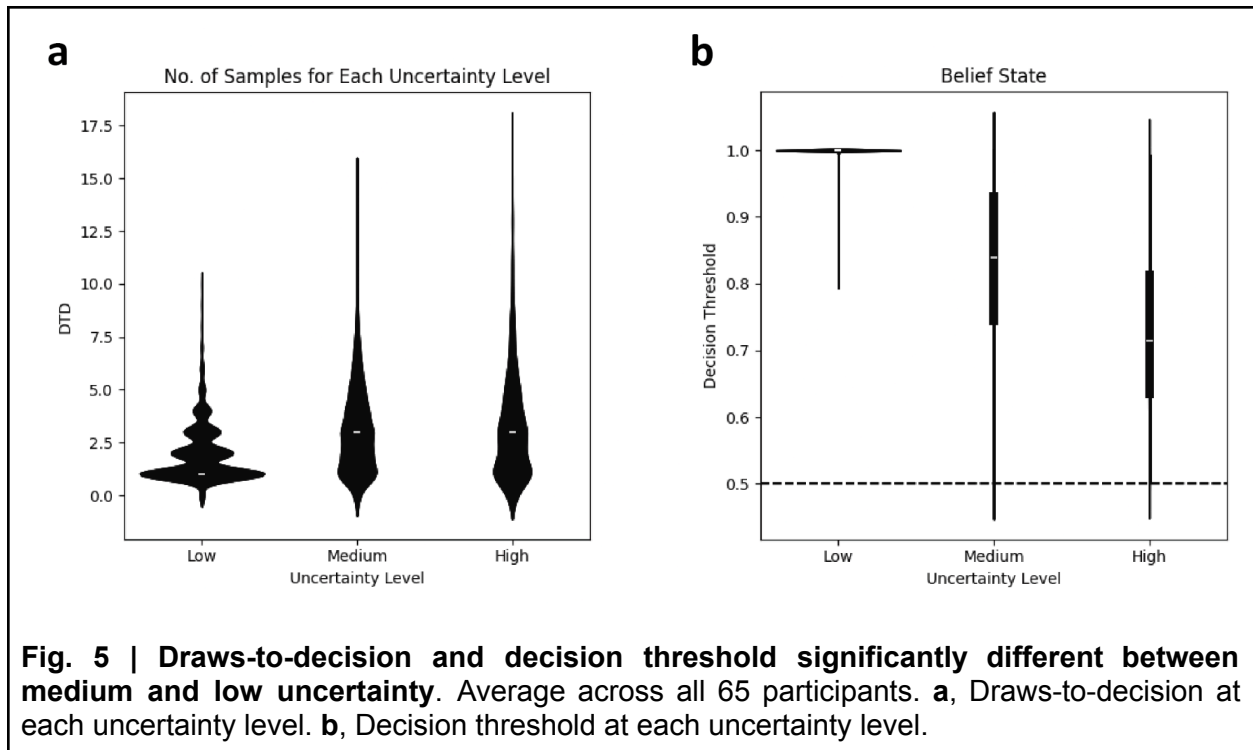 a
No. of Samples for Each Uncertainty Level
17.5
15.0
12.5
10.0
7.5
5.0
2.5
0.0
DTD
Low Medium High
Uncertainty Level
b
Belief State
1.0
0.9
0.8
0.7
0.6
0.5
Decision Threshold
Low Medium High
Uncertainty Level
Fig. 5 | Draws-to-decision and decision threshold significantly different between
medium and low uncertainty. Average across all 65 participants. a, Draws-to-decision at
each uncertainty level. b, Decision threshold at each uncertainty level.